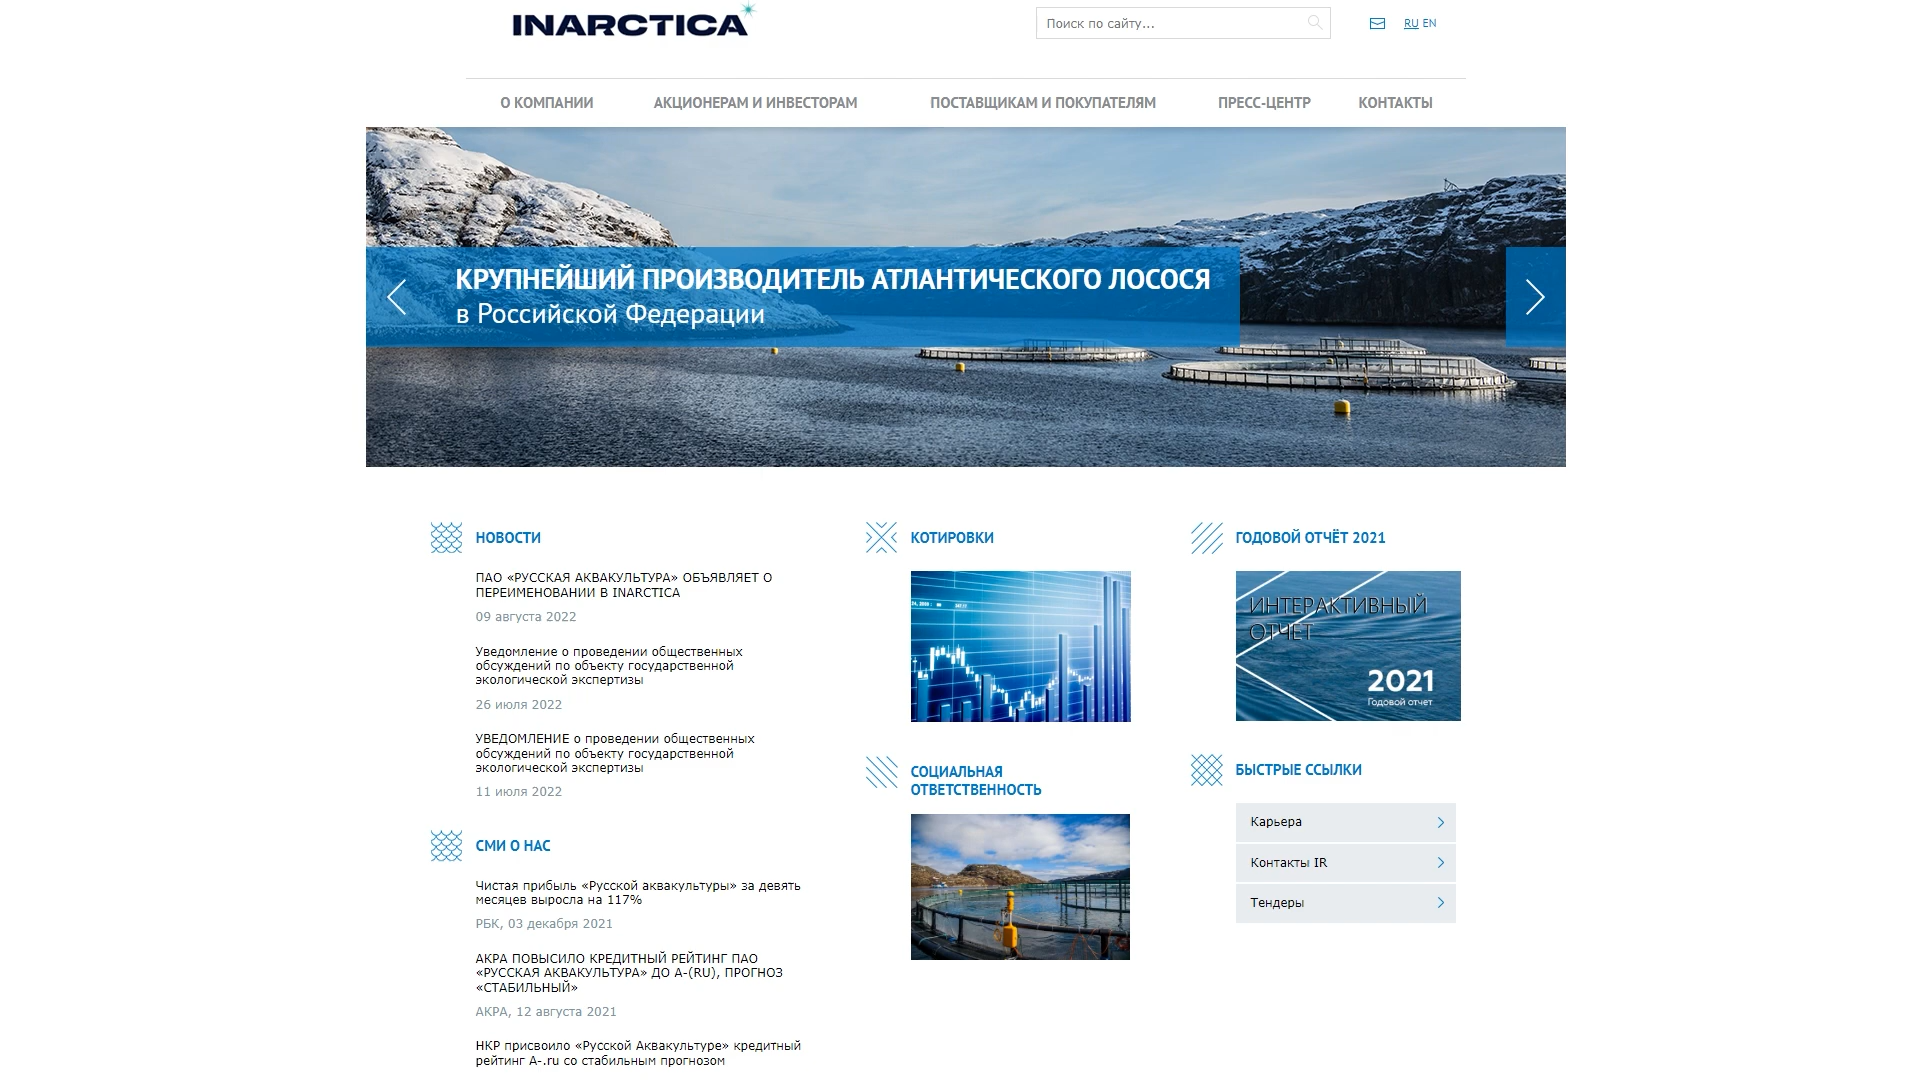 INARCTICA
Поиск по сайту...
RU EN
О КОМПАНИИ
АКЦИОНЕРАМ И ИНВЕСТОРАМ
ПОСТАВЩИКАМ И ПОКУПАТЕЛЯМ
ПРЕСС-ЦЕНТР
КОНТАКТЫ
КРУПНЕЙШИЙ ПРОИЗВОДИТЕЛЬ АТЛАНТИЧЕСКОГО ЛОСОСЯ
в Российской Федерации
НОВОСТИ
ПАО «РУССКАЯ АКВАКУЛЬТУРА» ОБЪЯВЛЯЕТ О
ПЕРЕИМЕНОВАНИИ В INARCTICA
09 августа 2022
Уведомление о проведении общественных
обсуждений по объекту государственной
экологической экспертизы
26 июля 2022
УВЕДОМЛЕНИЕ о проведении общественных
обсуждений по объекту государственной
экологической экспертизы
11 июля 2022
СМИ О НАС
Чистая прибыль «Русской аквакультуры» за девять
месяцев выросла на 117%
РБК, 03 декабря 2021
АКРА ПОВЫСИЛО КРЕДИТНЫЙ РЕЙТИНГ ПАО
«РУССКАЯ АКВАКУЛЬТУРА» ДО A-(RU), ПРОГНОЗ
«СТАБИЛЬНЫЙ»
АКРА, 12 августа 2021
НКР присвоило «Русской Аквакультуре» кредитный
рейтинг A-.ru со стабильным прогнозом
КОТИРОВКИ
СОЦИАЛЬНАЯ
ОТВЕТСТВЕННОСТЬ
ГОДОВОЙ ОТЧЁТ 2021
ИНТЕРАКТИВНЫЙ
ОТЧЕТ
2021
Годовой отчет
БЫСТРЫЕ ССЫЛКИ
Карьера
Контакты IR
Тендеры